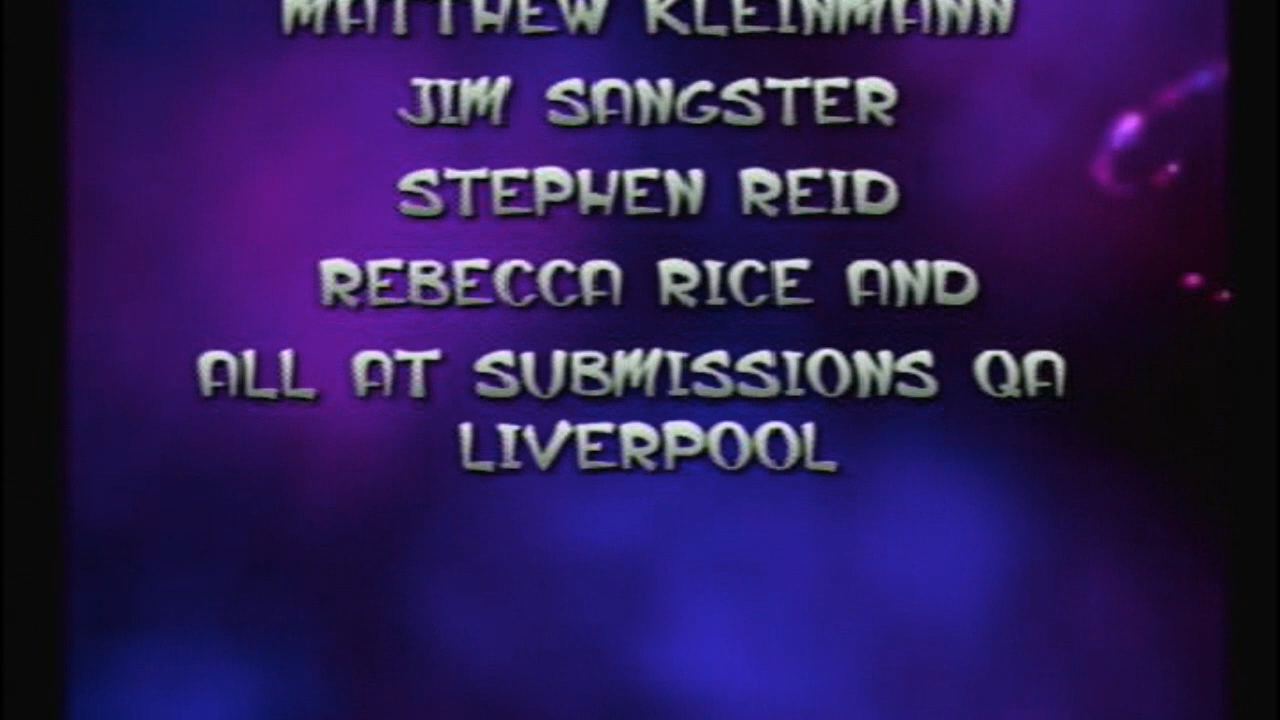 MATTHEW KLEINMANN
JIM SANGSTER
STEPHEN REID
REBECCA RICE AND
ALL AT SUBMISSIONS QA
LIVERPOOL